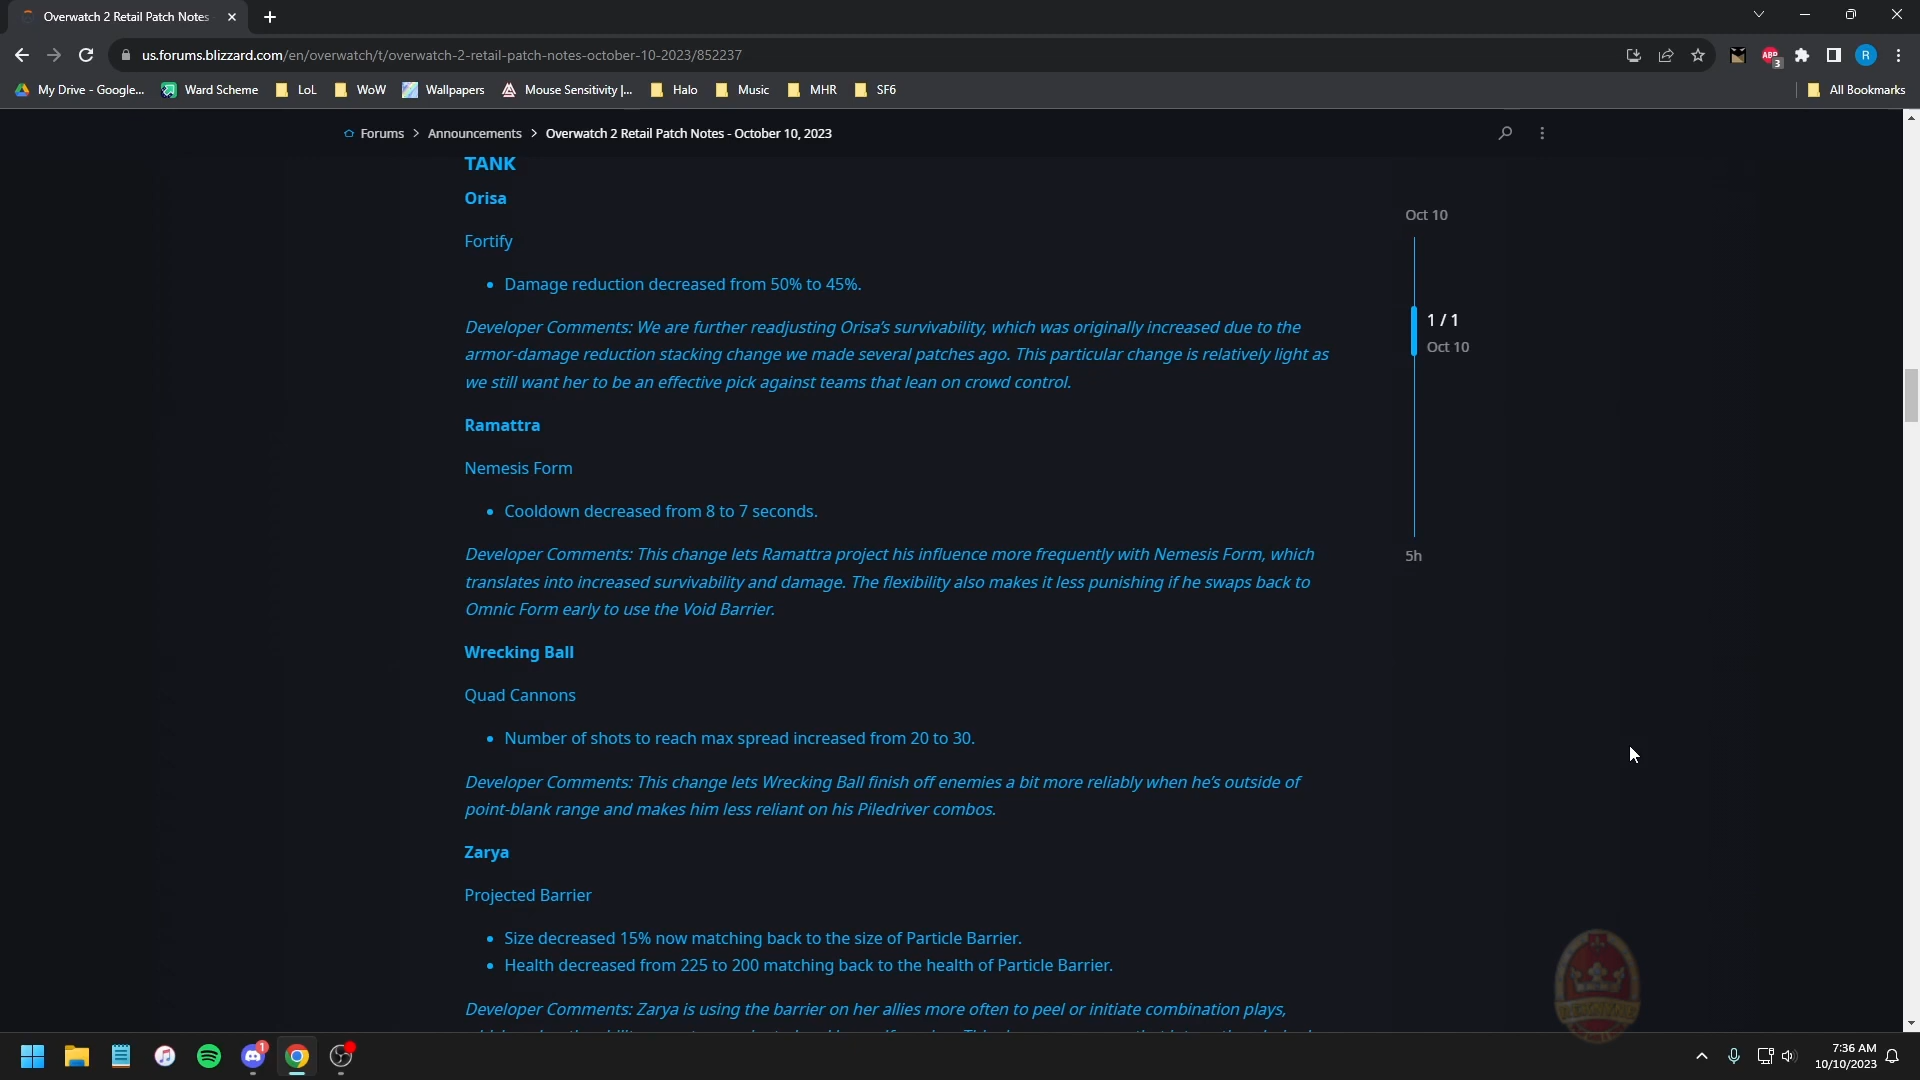 Overwatch 2 Retail Patch Notes
us.forums.blizzard.com/en/overwatch/t/overwatch-2-retail-patch-notes-october-10-2023/852237
ABP
3
R
My Drive - Google... Ward Scheme LoL WoW Wallpapers Mouse Sensitivity |... Halo Music MHR SF6 All Bookmarks
Forums > Announcements > Overwatch 2 Retail Patch Notes - October 10, 2023
TANK
Orisa
Fortify
• Damage reduction decreased from 50% to 45%.
Developer Comments: We are further readjusting Orisa's survivability, which was originally increased due to the
armor-damage reduction stacking change we made several patches ago. This particular change is relatively light as
we still want her to be an effective pick against teams that lean on crowd control.
Ramattra
Nemesis Form
• Cooldown decreased from 8 to 7 seconds.
Developer Comments: This change lets Ramattra project his influence more frequently with Nemesis Form, which
translates into increased survivability and damage. The flexibility also makes it less punishing if he swaps back to
Omnic Form early to use the Void Barrier.
Wrecking Ball
Quad Cannons
• Number of shots to reach max spread increased from 20 to 30.
Developer Comments: This change lets Wrecking Ball finish off enemies a bit more reliably when he's outside of
point-blank range and makes him less reliant on his Piledriver combos.
Zarya
Projected Barrier
• Size decreased 15% now matching back to the size of Particle Barrier.
• Health decreased from 225 to 200 matching back to the health of Particle Barrier.
Developer Comments: Zarya is using the barrier on her allies more often to peel or initiate combination plays,
Oct 10
1 / 1
Oct 10
5h
1
7:36 AM
10/10/2023